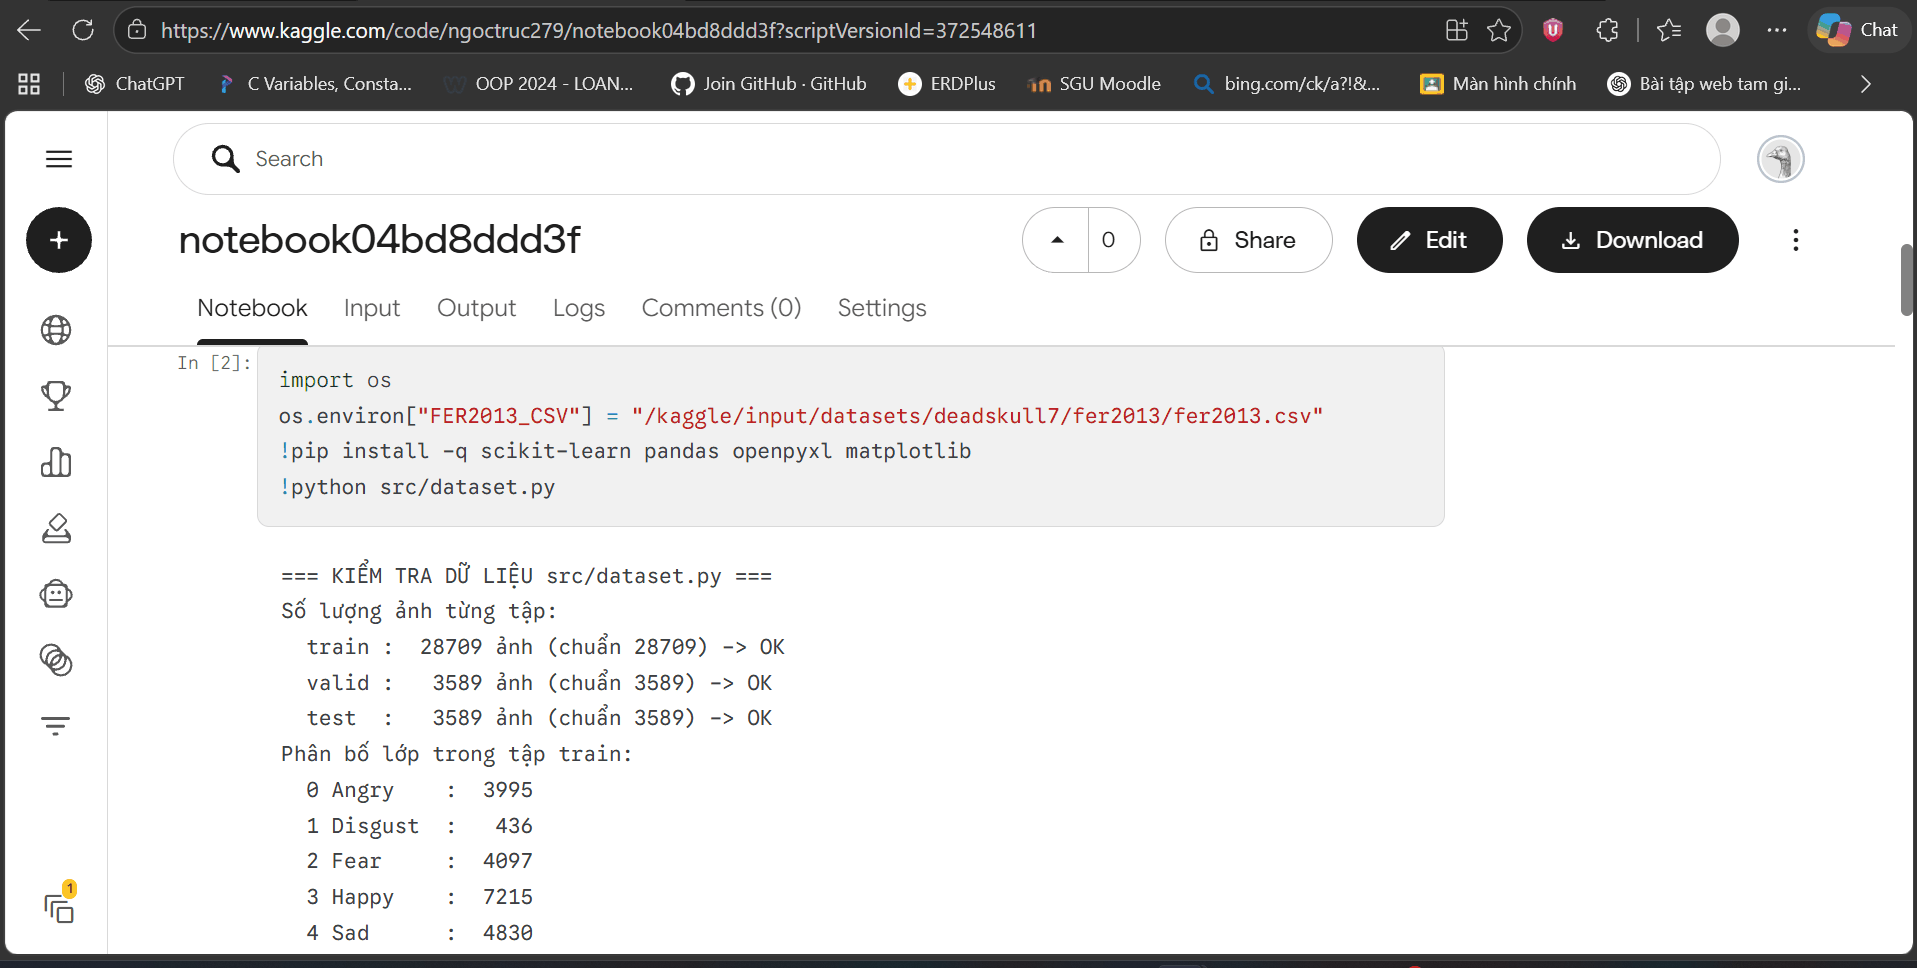 https://www.kaggle.com/code/ngoctruc279/notebook04bd8ddd3f?scriptVersionId=372548611
Chat
ChatGPT
C Variables, Consta...
OOP 2024 - LOAN...
Join GitHub · GitHub
ERDPlus
SGU Moodle
bing.com/ck/a?!&...
Màn hình chính
Bài tập web tam gi...
Search
notebook04bd8ddd3f
0
Share
Edit
Download
Notebook
Input
Output
Logs
Comments (0)
Settings
In [2]:
import os
os.environ["FER2013_CSV"] = "/kaggle/input/datasets/deadskull7/fer2013/fer2013.csv"
!pip install -q scikit-learn pandas openpyxl matplotlib
!python src/dataset.py
=== KIỂM TRA DỮ LIỆU src/dataset.py ===
Số lượng ảnh từng tập:
train : 28709 ảnh (chuẩn 28709) -> OK
valid : 3589 ảnh (chuẩn 3589) -> OK
test : 3589 ảnh (chuẩn 3589) -> OK
Phân bố lớp trong tập train:
0 Angry : 3995
1 Disgust : 436
2 Fear : 4097
3 Happy : 7215
4 Sad : 4830
1